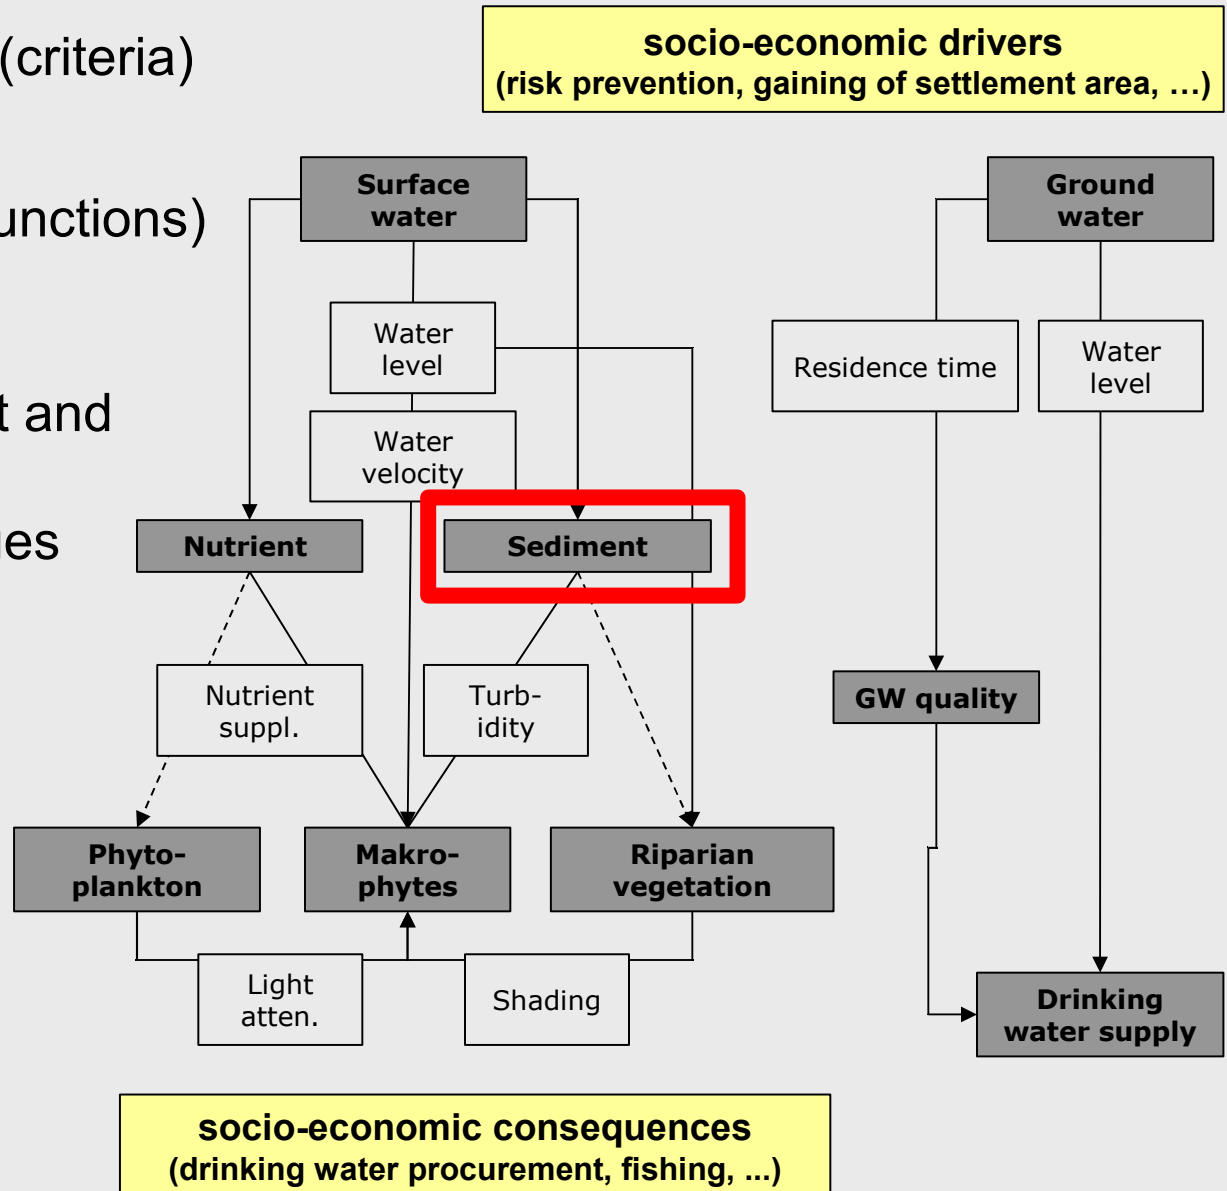 (criteria)
unctions)
t and
es
socio-economic drivers
(risk prevention, gaining of settlement area, …)
Surface
water
Ground
water
Water
level
Residence time
Water
level
Water
velocity
Nutrient
Sediment
Nutrient
suppl.
Turb-
idity
GW quality
Phyto-
plankton
Makro-
phytes
Riparian
vegetation
Light
atten.
Shading
Drinking
water supply
socio-economic consequences
(drinking water procurement, fishing, ...)